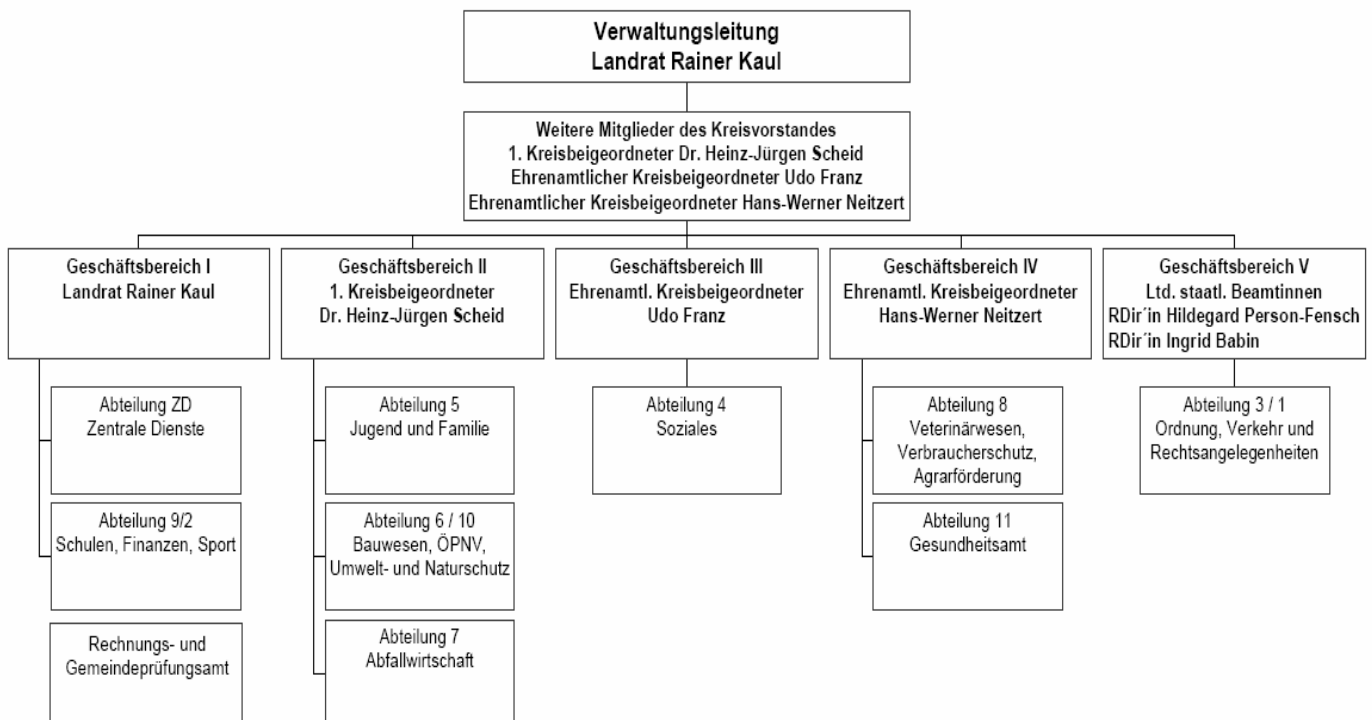 Verwaltungsleitung
Landrat Rainer Kaul
Weitere Mitglieder des Kreisvorstandes
1. Kreisbeigeordneter Dr. Heinz-Jürgen Scheid
Ehrenamtlicher Kreisbeigeordneter Udo Franz
Ehrenamtlicher Kreisbeigeordneter Hans-Werner Neitzert
Geschäftsbereich I
Landrat Rainer Kaul
Geschäftsbereich II
1. Kreisbeigeordneter
Dr. Heinz-Jürgen Scheid
Geschäftsbereich III
Ehrenamtl. Kreisbeigeordneter
Udo Franz
Geschäftsbereich IV
Ehrenamtl. Kreisbeigeordneter
Hans-Werner Neitzert
Geschäftsbereich V
Ltd. staatl. Beamtinnen
RDir´in Hildegard Person-Fensch
RDir´in Ingrid Babin
Abteilung ZD
Zentrale Dienste
Abteilung 5
Jugend und Familie
Abteilung 4
Soziales
Abteilung 8
Veterinärwesen,
Verbraucherschutz,
Agrarförderung
Abteilung 3 / 1
Ordnung, Verkehr und
Rechtsangelegenheiten
Abteilung 9/2
Schulen, Finanzen, Sport
Abteilung 6 / 10
Bauwesen, ÖPNV,
Umwelt- und Naturschutz
Abteilung 11
Gesundheitsamt
Rechnungs- und
Gemeindeprüfungsamt
Abteilung 7
Abfallwirtschaft